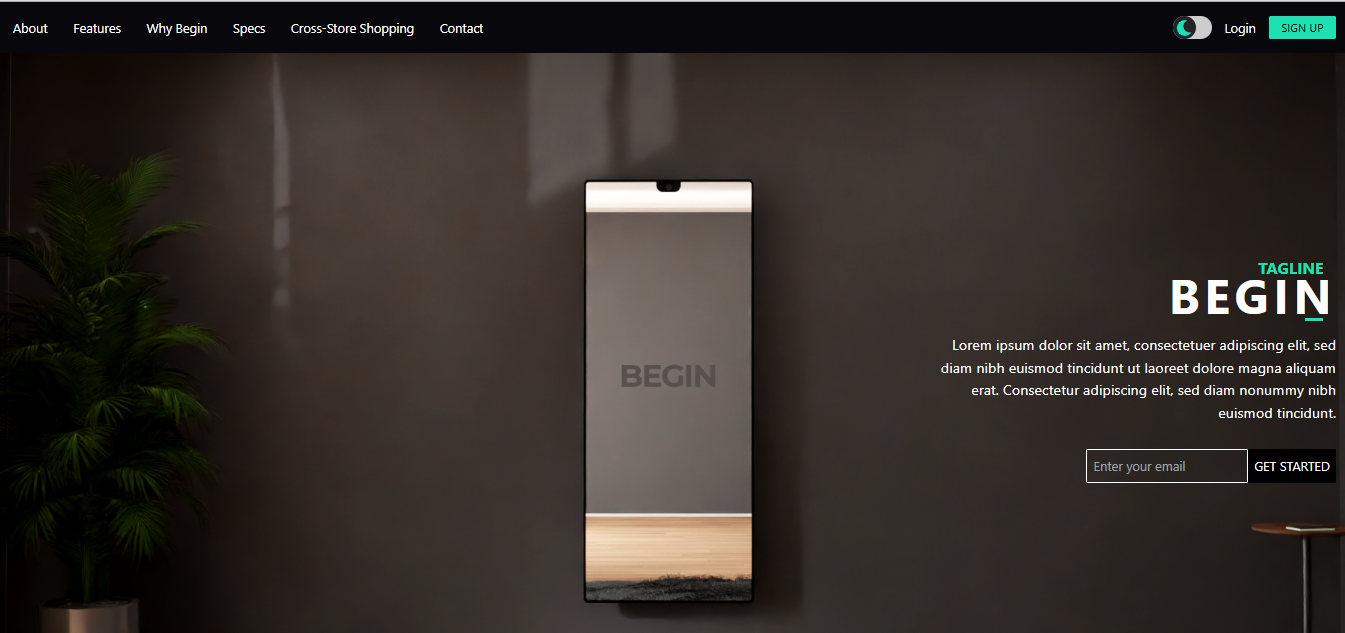 About Features Why Begin Specs Cross-Store Shopping Contact Login SIGN UP
TAGLINE
BEGIN
Lorem ipsum dolor sit amet, consectetuer adipiscing elit, sed
diam nibh euismod tincidunt ut laoreet dolore magna aliquam
erat. Consectetur adipiscing elit, sed diam nonummy nibh
euismod tincidunt.
BEGIN
Enter your email GET STARTED